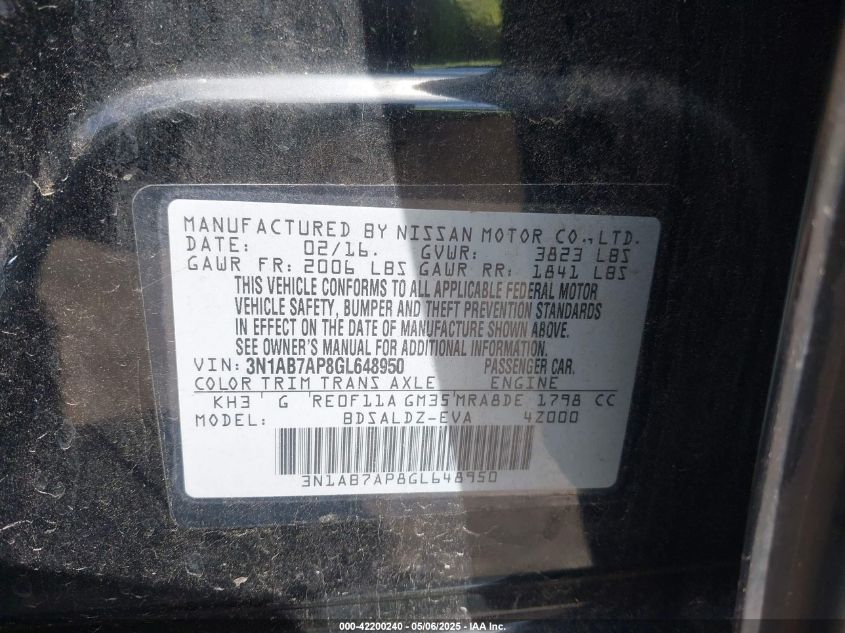 MANUFACTURED BY NISSAN MOTOR CO.,LTD.
DATE: 02/16. GVWR: 3823 LBS
GAWR FR: 2006 LBS GAWR RR: 1841 LBS
THIS VEHICLE CONFORMS TO ALL APPLICABLE FEDERAL MOTOR
VEHICLE SAFETY, BUMPER AND THEFT PREVENTION STANDARDS
IN EFFECT ON THE DATE OF MANUFACTURE SHOWN ABOVE.
SEE OWNER'S MANUAL FOR ADDITIONAL INFORMATION.
VIN: 3N1AB7AP8GL648950 PASSENGER CAR.
COLOR TRIM TRANS AXLE ENGINE
KH3 G RE0F11A GM35 MRA8DE 1798 CC
MODEL: BDSALDZ-EVA 4Z000
3N1AB7AP8GL648950
000-42200240 - 05/06/2025 - IAA Inc.